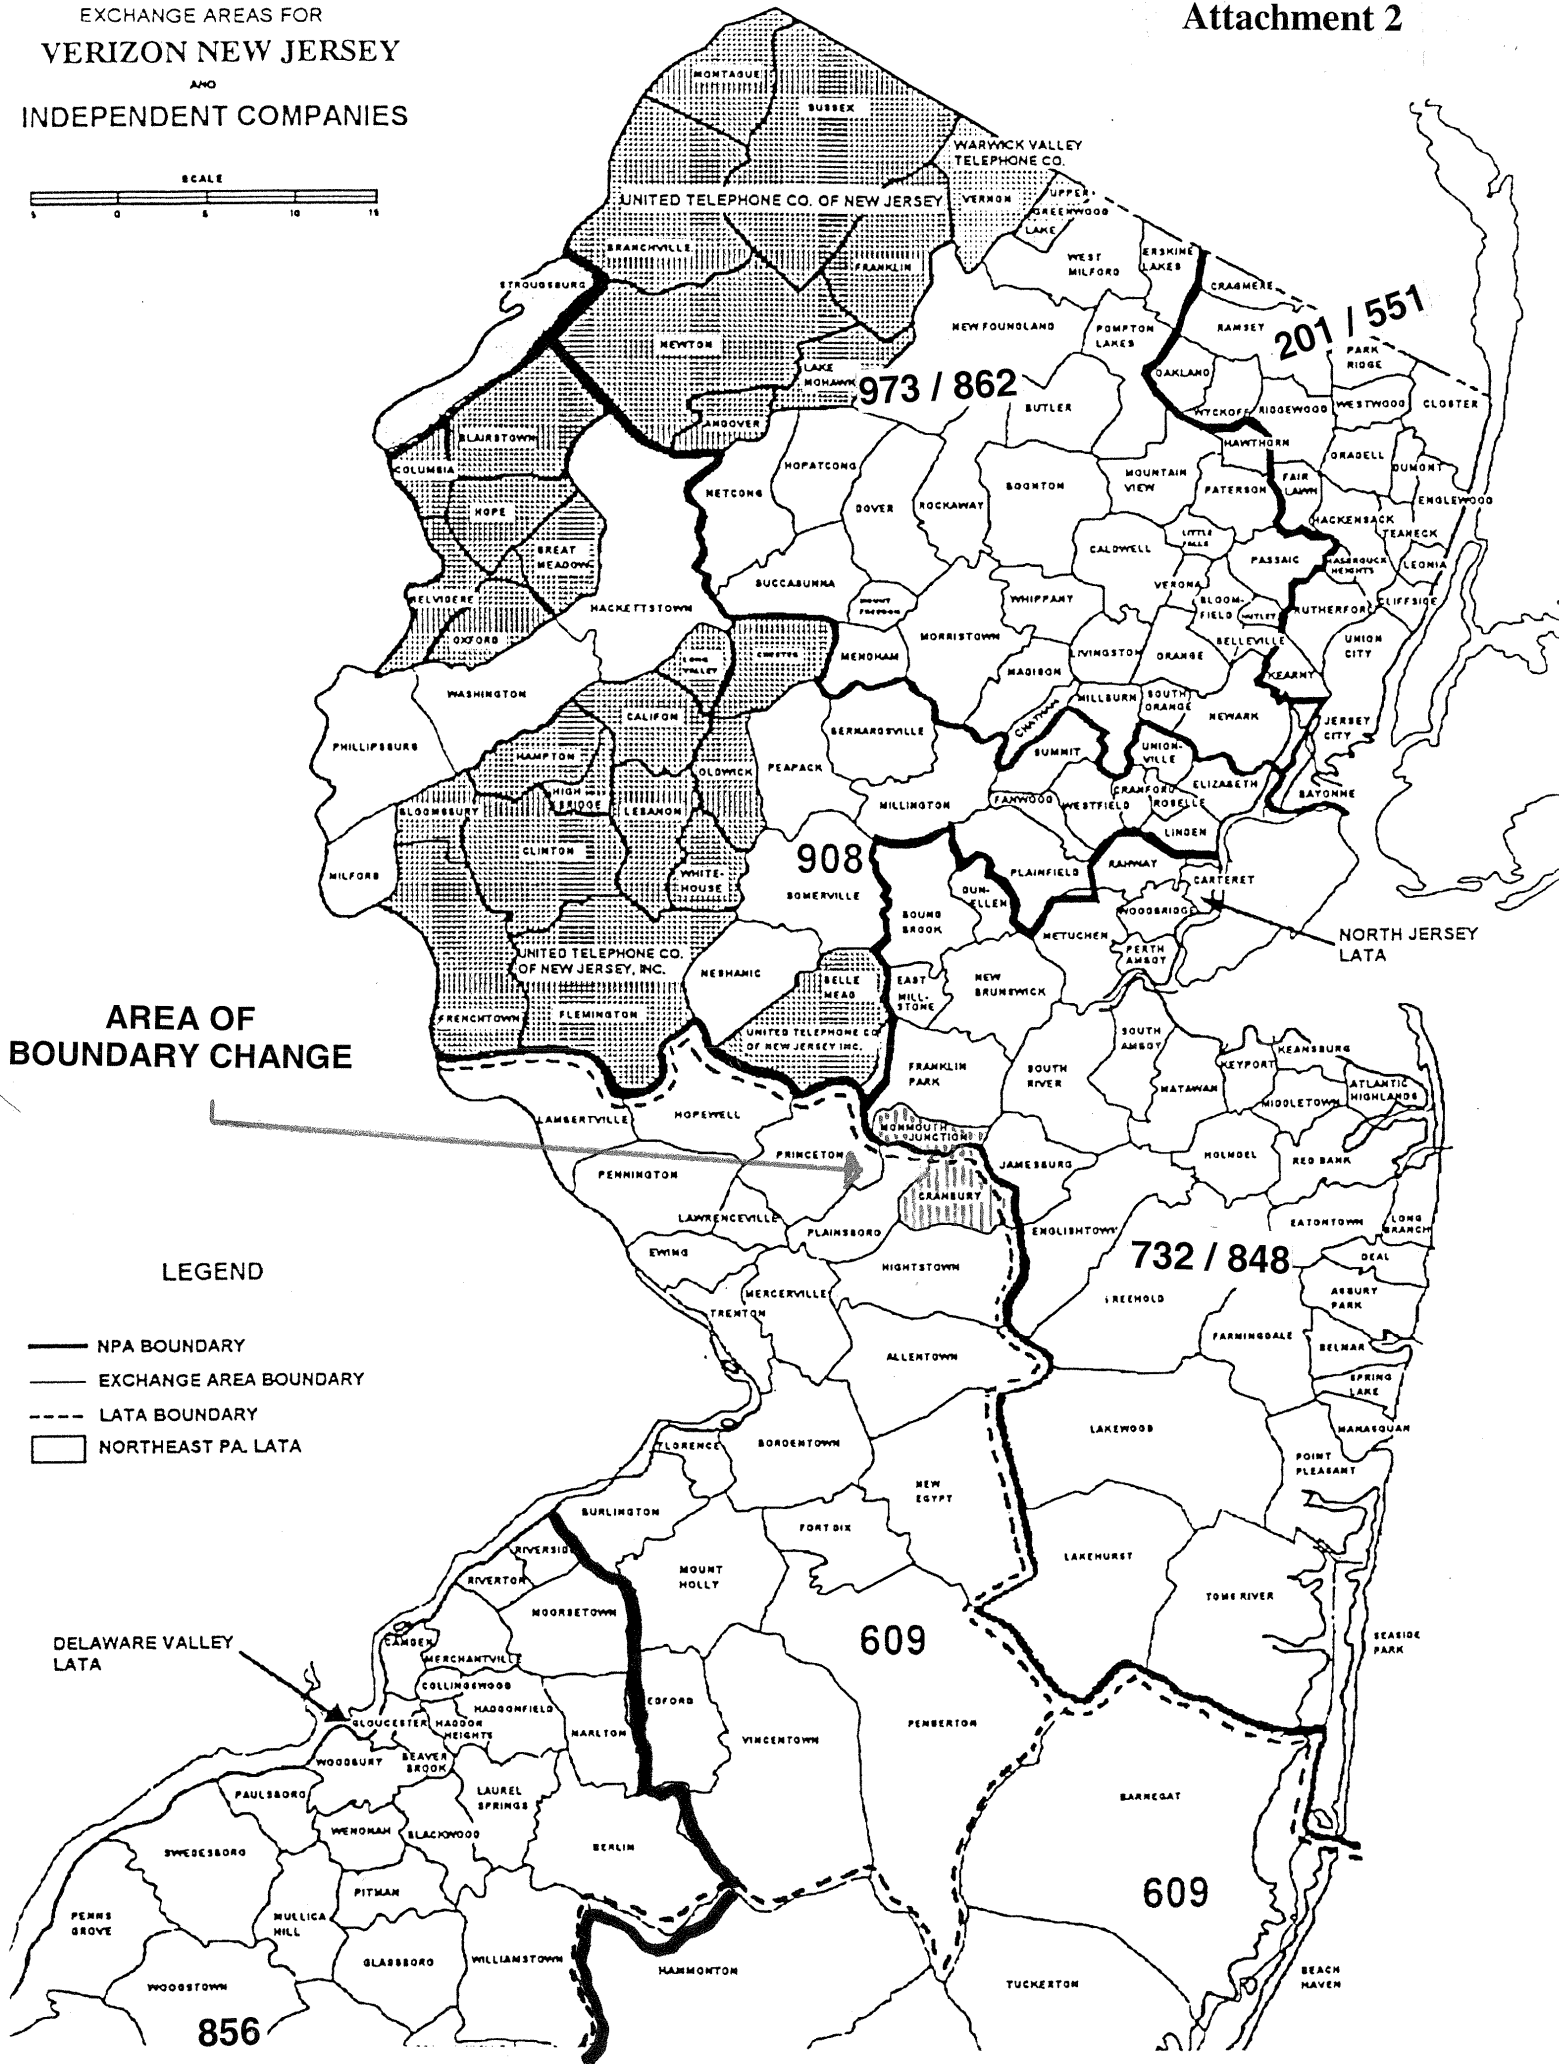 EXCHANGE AREAS FOR
VERIZON NEW JERSEY
AND
INDEPENDENT COMPANIES
SCALE
5 0 5 10 15
Attachment 2
MONTAGUE
SUSSEX
WARWICK VALLEY
TELEPHONE CO.
UNITED TELEPHONE CO. OF NEW JERSEY
VERNON
UPPER
GREENWOOD
LAKE
BRANCHVILLE
FRANKLIN
WEST
MILFORD
ERSKINE
LAKES
CRAGMERE
STROUDSBURG
NEWTON
NEWFOUNDLAND
POMPTON
LAKES
RAMSEY
201 / 551
PARK
RIDGE
LAKE
MOHAWK
973 / 862
OAKLAND
BUTLER
WYCKOFF
RIDGEWOOD
WESTWOOD
CLOSTER
ANDOVER
BLAIRSTOWN
HAWTHORN
COLUMBIA
ORADELL
DUMONT
HOPATCONG
NETCONG
BOONTON
MOUNTAIN
VIEW
PATERSON
FAIR
LAWN
ENGLEWOOD
HOPE
DOVER
ROCKAWAY
HACKENSACK
TEANECK
GREAT
MEADOW
CALDWELL
LITTLE
FALLS
PASSAIC
HASBROUCK
HEIGHTS
LEONIA
SUCCASUNNA
VERONA
BELVIDERE
HACKETTSTOWN
MOUNT
FREEDOM
WHIPPANY
BLOOM-
FIELD
NUTLEY
RUTHERFORD
CLIFFSIDE
OXFORD
MORRISTOWN
BELLEVILLE
UNION
CITY
LONG
VALLEY
CHESTER
MENDHAM
LIVINGSTON
ORANGE
MADISON
KEARNY
WASHINGTON
MILLBURN
SOUTH
ORANGE
CALIFON
CHATHAM
NEWARK
JERSEY
CITY
PHILLIPSBURG
BERNARDSVILLE
HAMPTON
SUMMIT
UNION-
VILLE
OLDWICK
PEAPACK
ELIZABETH
HIGH
BRIDGE
BLOOMSBURY
LEBANON
MILLINGTON
FANWOOD
WESTFIELD
CRANFORD
ROSELLE
BAYONNE
LINDEN
CLINTON
908
MILFORD
WHITE-
HOUSE
SOMERVILLE
PLAINFIELD
RAHWAY
CARTERET
DUN-
ELLEN
BOUND
BROOK
WOODBRIDGE
METUCHEN
NORTH JERSEY
LATA
UNITED TELEPHONE CO.
OF NEW JERSEY, INC.
PERTH
AMBOY
NESHANIC
BELLE
MEAD
EAST
MILL-
STONE
NEW
BRUNSWICK
FRENCHTOWN
FLEMINGTON
UNITED TELEPHONE CO
OF NEW JERSEY INC.
AREA OF
BOUNDARY CHANGE
SOUTH
AMBOY
FRANKLIN
PARK
SOUTH
RIVER
KEYPORT
KEANSBURG
MATAWAN
MIDDLETOWN
ATLANTIC
HIGHLANDS
LAMBERTVILLE
HOPEWELL
MONMOUTH
JUNCTION
PRINCETON
JAMESBURG
HOLMDEL
RED BANK
PENNINGTON
CRANBURY
LAWRENCEVILLE
PLAINSBORO
ENGLISHTOWN
EATONTOWN
LONG
BRANCH
732 / 848
DEAL
EWING
HIGHTSTOWN
MERCERVILLE
TRENTON
FREEHOLD
ASBURY
PARK
FARMINGDALE
BELMAR
ALLENTOWN
SPRING
LAKE
LEGEND
NPA BOUNDARY
EXCHANGE AREA BOUNDARY
LATA BOUNDARY
NORTHEAST PA. LATA
LAKEWOOD
MANASQUAN
FLORENCE
BORDENTOWN
POINT
PLEASANT
NEW
EGYPT
BURLINGTON
FORT DIX
RIVERSIDE
LAKEHURST
RIVERTON
MOUNT
HOLLY
TOMS RIVER
MOORSETOWN
609
SEASIDE
PARK
DELAWARE VALLEY
LATA
CAMDEN
MERCHANTVILLE
COLLINGSWOOD
EDFORD
HADDONFIELD
GLOUCESTER
HADDON
HEIGHTS
MARLTON
VINCENTOWN
PEMBERTON
WOODBURY
BEAVER
BROOK
PAULSBORO
LAUREL
SPRINGS
BARNEGAT
WENONAH
BLACKWOOD
BERLIN
SWEDESBORO
609
PITMAN
PENNS
GROVE
MULLICA
HILL
GLASSBORO
WILLIAMSTOWN
HAMMONTON
BEACH
HAVEN
WOODSTOWN
TUCKERTON
856